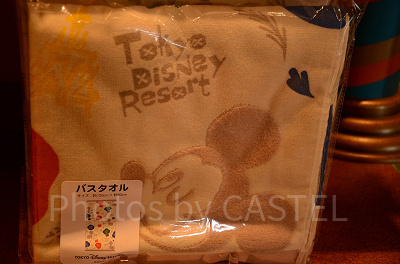 Tokyo
Disney
Resort
バスタオル
Photos by CASTEL